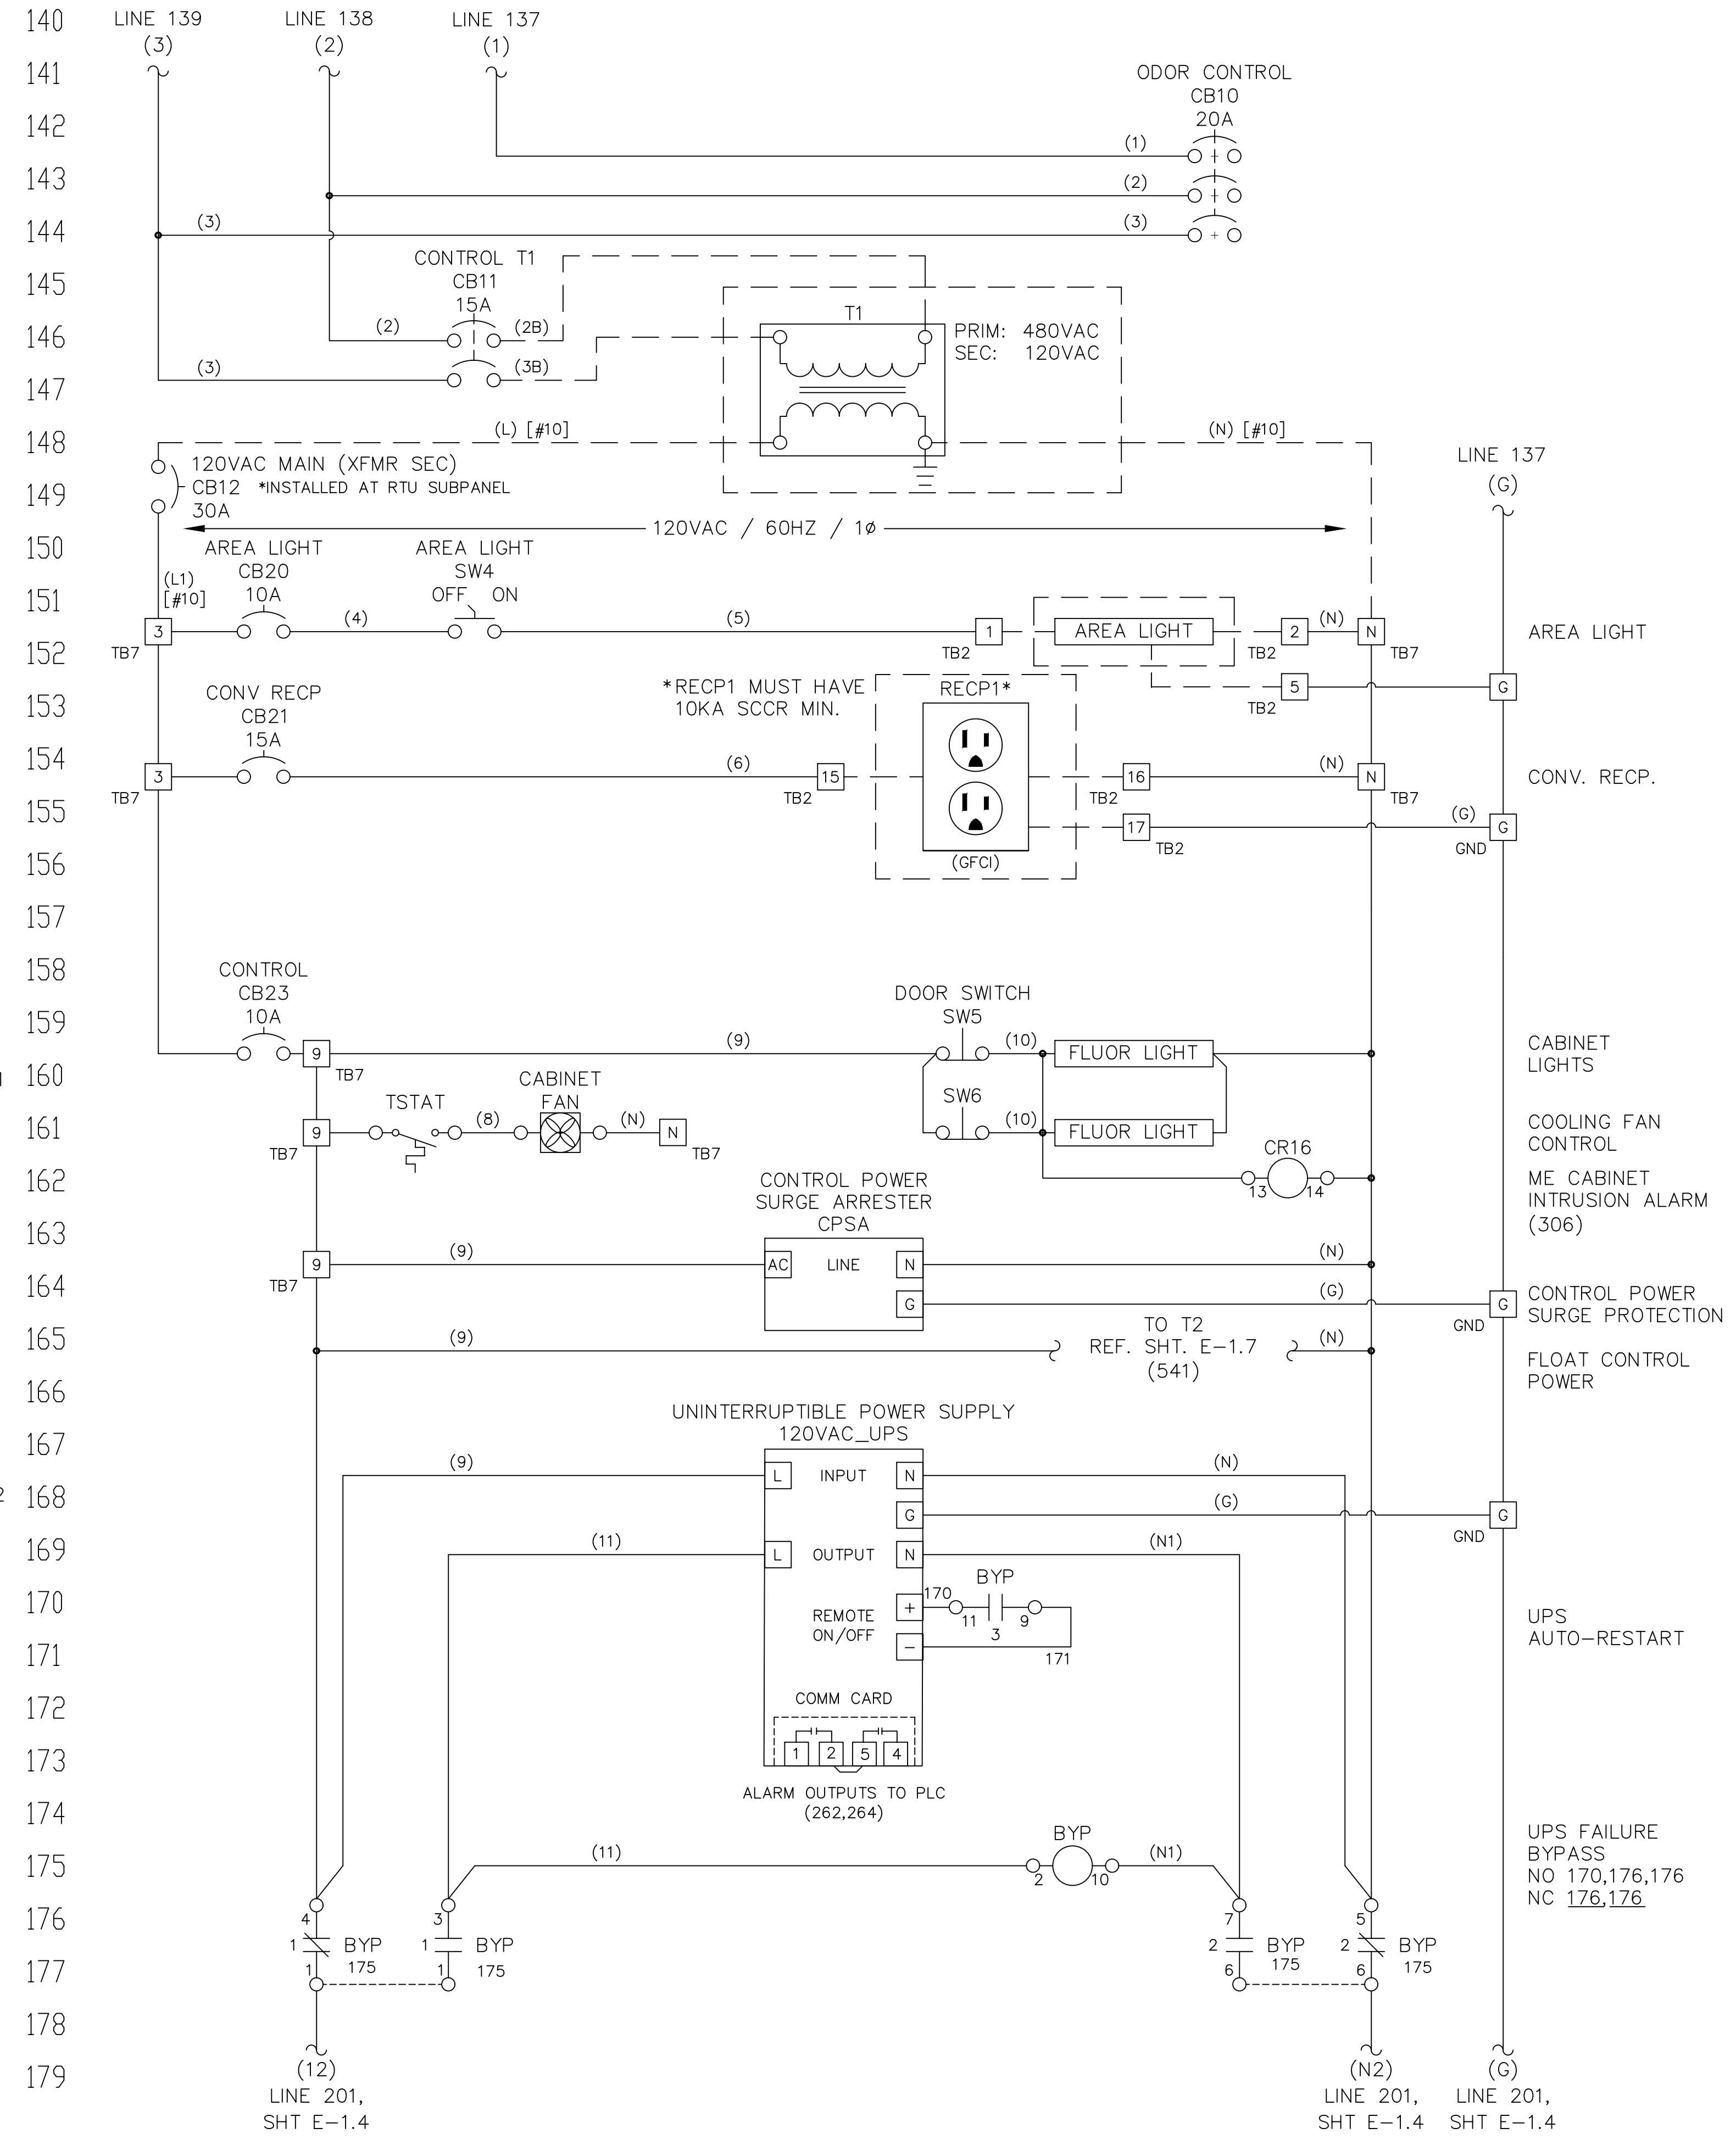 140
LINE 139
(3)
LINE 138
(2)
LINE 137
(1)
141
ODOR CONTROL
CB10
20A
142
(1)
143
(2)
144
(3)
(3)
CONTROL T1
CB11
15A
145
T1
146
(2)
(2B)
PRIM: 480VAC
SEC: 120VAC
147
(3)
(3B)
148
(L) [#10]
(N) [#10]
LINE 137
(G)
120VAC MAIN (XFMR SEC)
149
CB12 *INSTALLED AT RTU SUBPANEL
30A
120VAC / 60HZ / 1ø
150
AREA LIGHT
CB20
10A
AREA LIGHT
SW4
OFF ON
151
(L1)
[#10]
3
TB7
(4)
(5)
1
TB2
AREA LIGHT
2
TB2
(N)
N
TB7
AREA LIGHT
152
153
CONV RECP
CB21
15A
*RECP1 MUST HAVE
10KA SCCR MIN.
RECP1*
5
TB2
G
154
3
TB7
(6)
15
TB2
16
TB2
(N)
N
TB7
CONV. RECP.
155
17
TB2
(G)
G
GND
156
(GFCI)
157
158
CONTROL
CB23
10A
DOOR SWITCH
SW5
159
9
TB7
(9)
(10)
FLUOR LIGHT
CABINET
LIGHTS
160
TSTAT
CABINET
FAN
SW6
161
9
TB7
(8)
(N)
N
TB7
(10)
FLUOR LIGHT
COOLING FAN
CONTROL
CR16
162
13
14
ME CABINET
INTRUSION ALARM
(306)
CONTROL POWER
SURGE ARRESTER
CPSA
163
9
TB7
(9)
AC
LINE
N
(N)
164
G
(G)
G
GND
CONTROL POWER
SURGE PROTECTION
165
(9)
TO T2
REF. SHT. E-1.7
(541)
(N)
FLOAT CONTROL
POWER
166
UNINTERRUPTIBLE POWER SUPPLY
120VAC_UPS
167
(9)
L
INPUT
N
(N)
2
168
G
(G)
G
GND
169
(11)
L
OUTPUT
N
(N1)
170
REMOTE
ON/OFF
+
170
11
BYP
3
9
UPS
AUTO-RESTART
171
−
171
172
COMM CARD
173
1
2
5
4
174
ALARM OUTPUTS TO PLC
(262,264)
BYP
175
(11)
2
10
(N1)
UPS FAILURE
BYPASS
NO 170,176,176
NC 176,176
176
4
3
7
5
1
BYP
175
1
BYP
175
2
BYP
175
2
BYP
175
177
1
1
6
6
178
179
(12)
LINE 201,
SHT E-1.4
(N2)
LINE 201,
SHT E-1.4
(G)
LINE 201,
SHT E-1.4